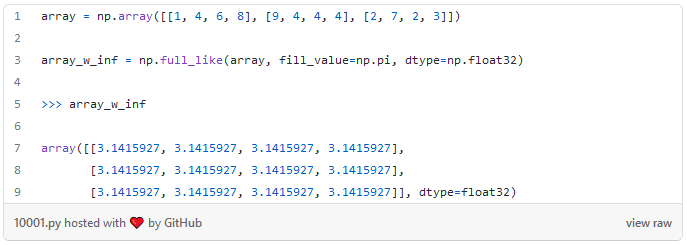 1 array = np.array([[1, 4, 6, 8], [9, 4, 4, 4], [2, 7, 2, 3]])
2
3 array_w_inf = np.full_like(array, fill_value=np.pi, dtype=np.float32)
4
5 >>> array_w_inf
6
7 array([[3.1415927, 3.1415927, 3.1415927, 3.1415927],
8        [3.1415927, 3.1415927, 3.1415927, 3.1415927],
9        [3.1415927, 3.1415927, 3.1415927, 3.1415927]], dtype=float32)
10001.py hosted with ❤ by GitHub view raw